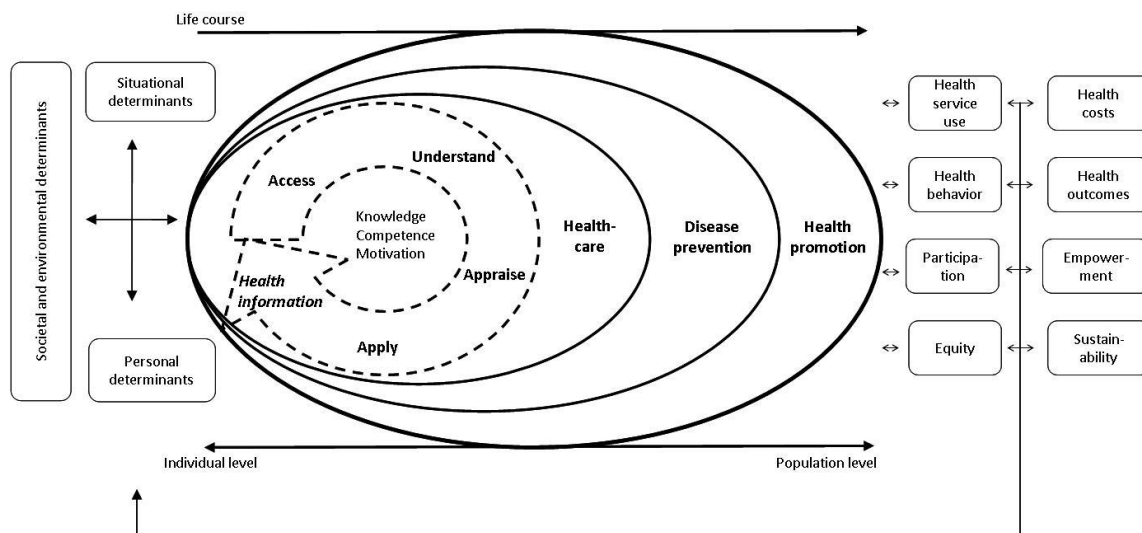 Life course
Societal and environmental determinants
Situational
determinants
Personal
determinants
Access
Understand
Knowledge
Competence
Motivation
Health
information
Appraise
Apply
Health-
care
Disease
prevention
Health
promotion
Individual level
Population level
Health
service
use
Health
costs
Health
behavior
Health
outcomes
Participa-
tion
Empower-
ment
Equity
Sustain-
ability